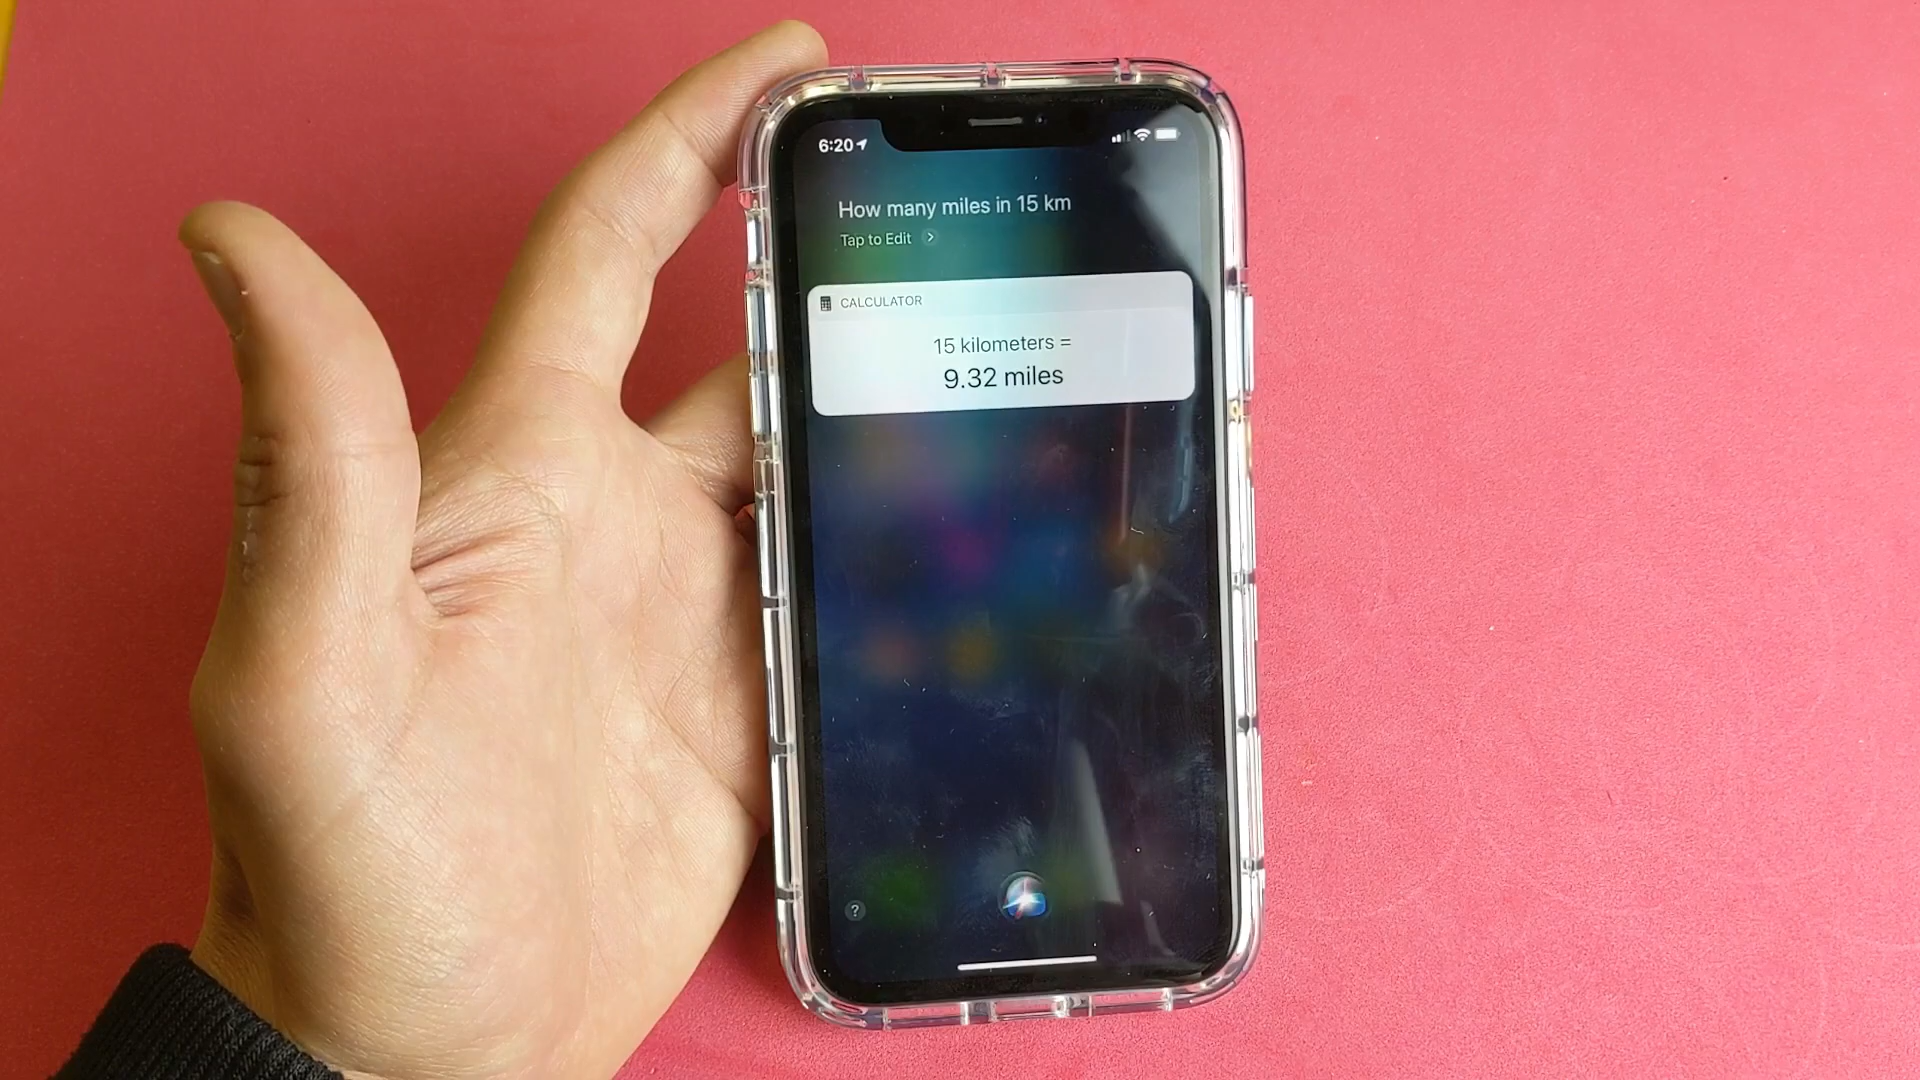 6:20
How many miles in 15 km
Tap to Edit >
CALCULATOR
15 kilometers =
9.32 miles
?